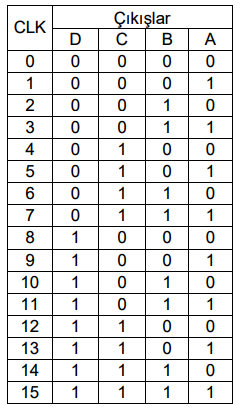 CLK Çıkışlar
D C B A
0 0 0 0 0
1 0 0 0 1
2 0 0 1 0
3 0 0 1 1
4 0 1 0 0
5 0 1 0 1
6 0 1 1 0
7 0 1 1 1
8 1 0 0 0
9 1 0 0 1
10 1 0 1 0
11 1 0 1 1
12 1 1 0 0
13 1 1 0 1
14 1 1 1 0
15 1 1 1 1